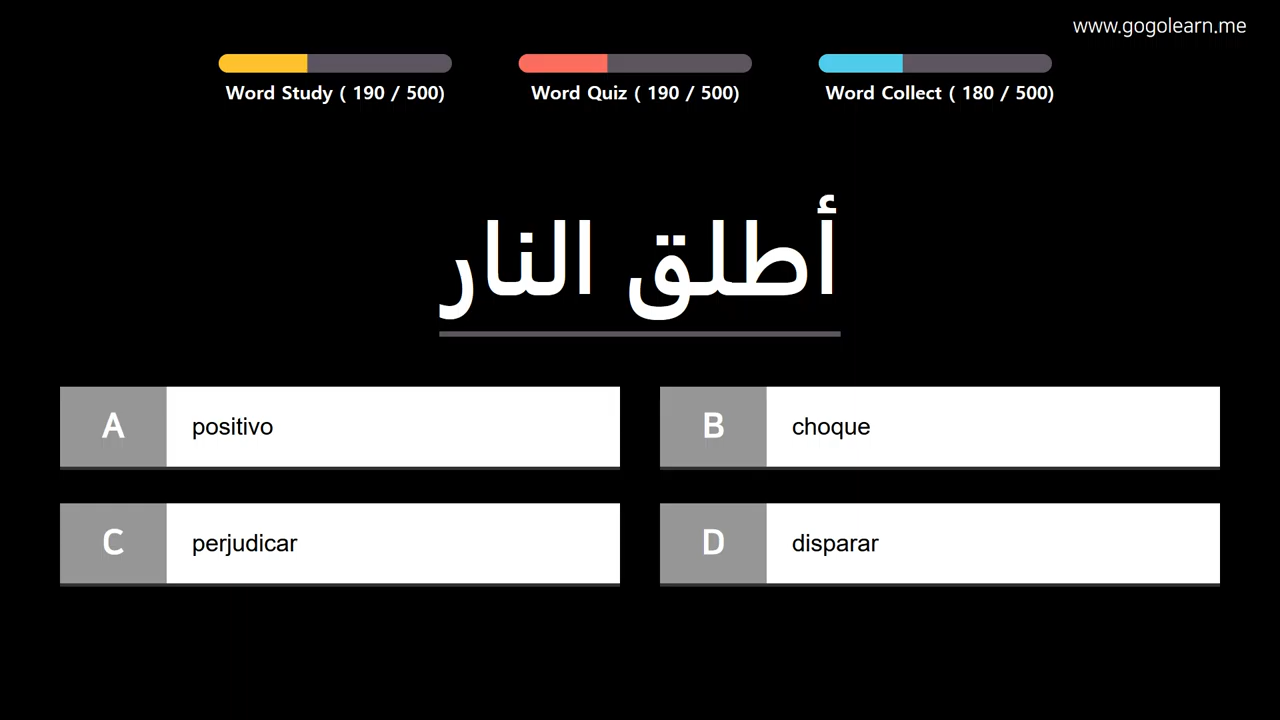 www.gogolearn.me
Word Study ( 190 / 500)
Word Quiz ( 190 / 500)
Word Collect ( 180 / 500)
أطلق النار
A positivo
B choque
C perjudicar
D disparar